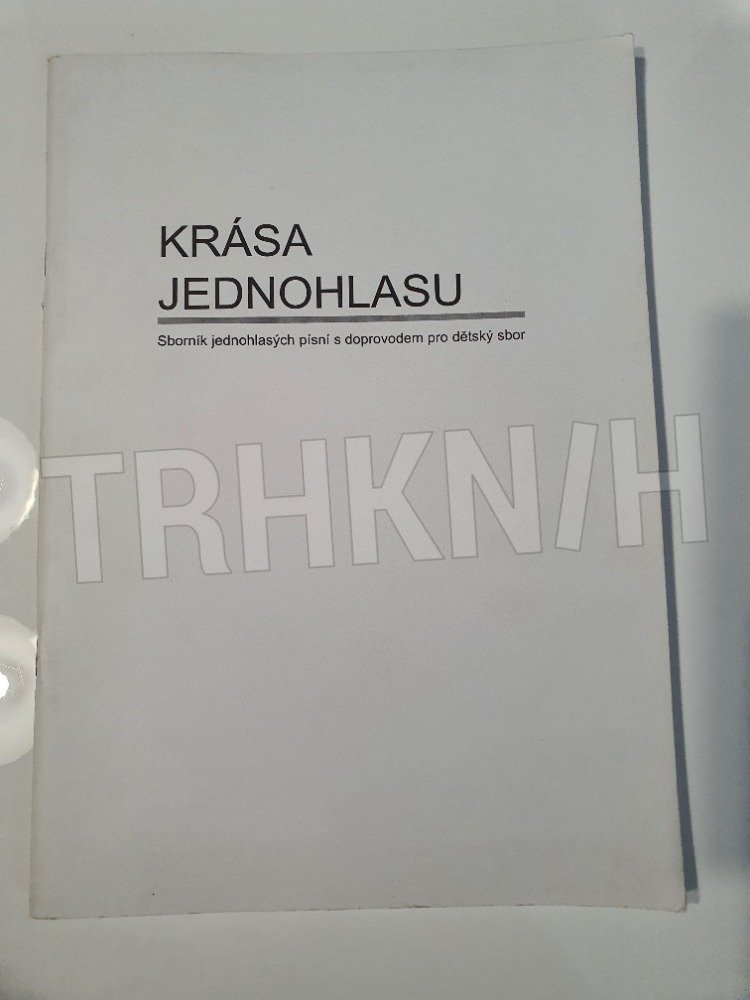 KRÁSA
JEDNOHLASU
Sborník jednohlasých písní s doprovodem pro dětský sbor
TRHKNIH